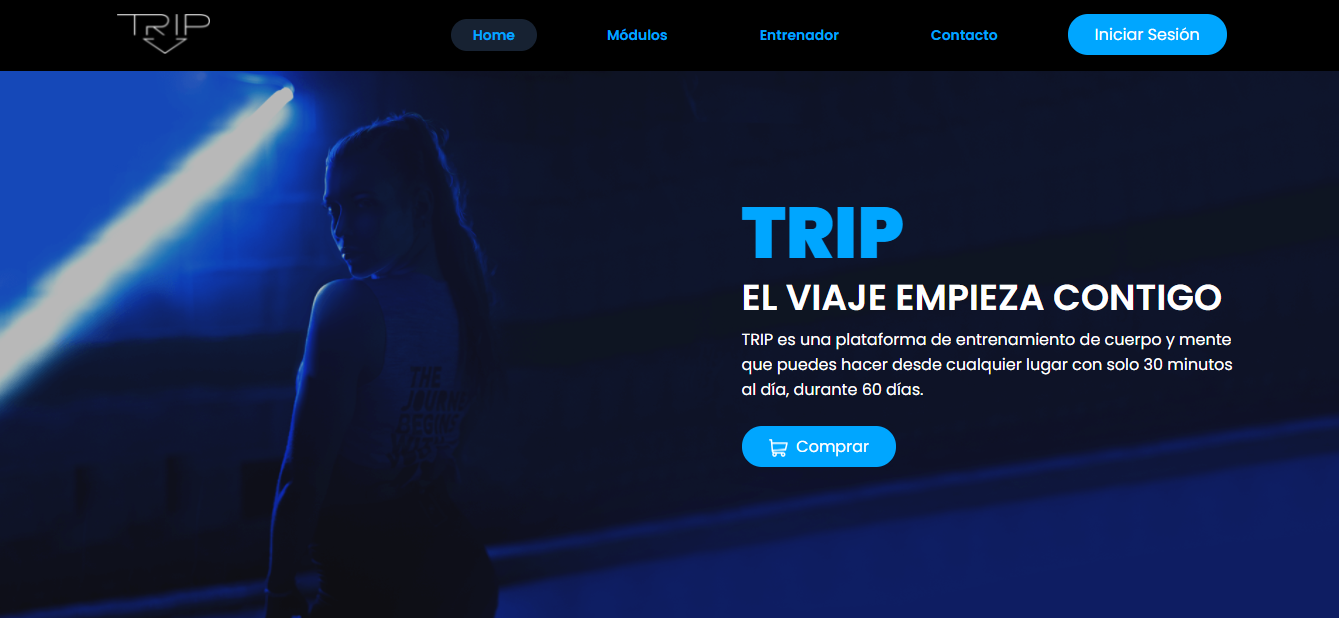 TRIP
Home
Módulos
Entrenador
Contacto
Iniciar Sesión
TRIP
EL VIAJE EMPIEZA CONTIGO
TRIP es una plataforma de entrenamiento de cuerpo y mente
que puedes hacer desde cualquier lugar con solo 30 minutos
al día, durante 60 días.
Comprar
THE